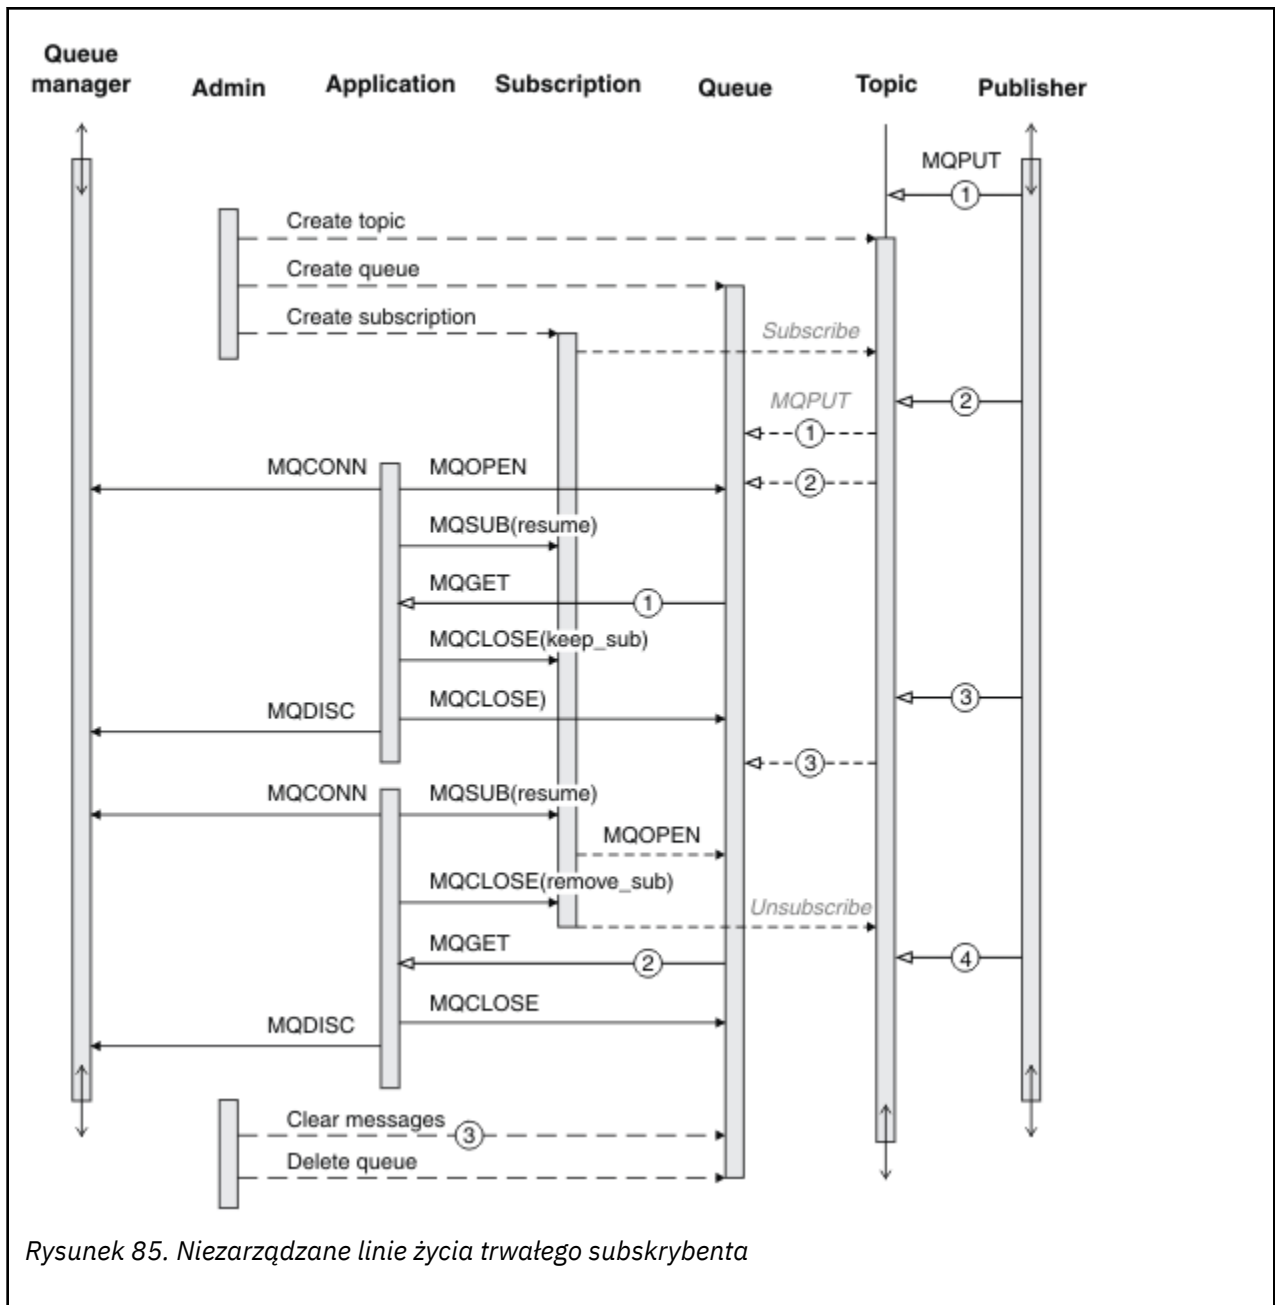 Queue
manager
Admin
Application
Subscription
Queue
Topic
Publisher
MQPUT
1
Create topic
Create queue
Create subscription
Subscribe
2
MQPUT
1
MQCONN
MQOPEN
2
MQSUB(resume)
MQGET
1
MQCLOSE(keep_sub)
3
MQCLOSE)
MQDISC
3
MQCONN
MQSUB(resume)
MQOPEN
MQCLOSE(remove_sub)
Unsubscribe
MQGET
2
4
MQCLOSE
MQDISC
Clear messages
3
Delete queue
Rysunek 85. Niezarządzane linie życia trwałego subskrybenta